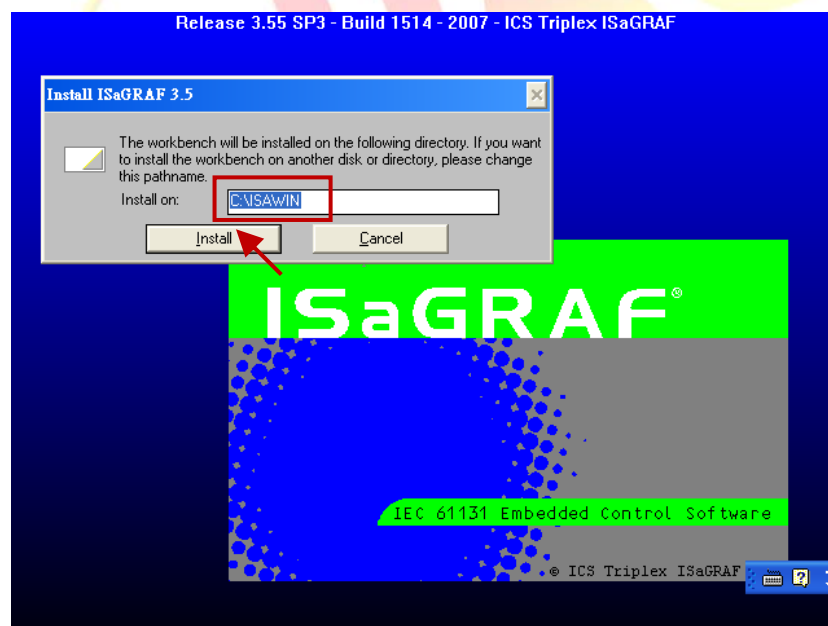 Release 3.55 SP3 - Build 1514 - 2007 - ICS Triplex ISaGRAF
Install ISaGRAF 3.5
The workbench will be installed on the following directory. If you want
to install the workbench on another disk or directory, please change
this pathname.
Install on: C:\ISAWIN
Install Cancel
ISaGRAF®
IEC 61131 Embedded Control Software
© ICS Triplex ISaGRAF